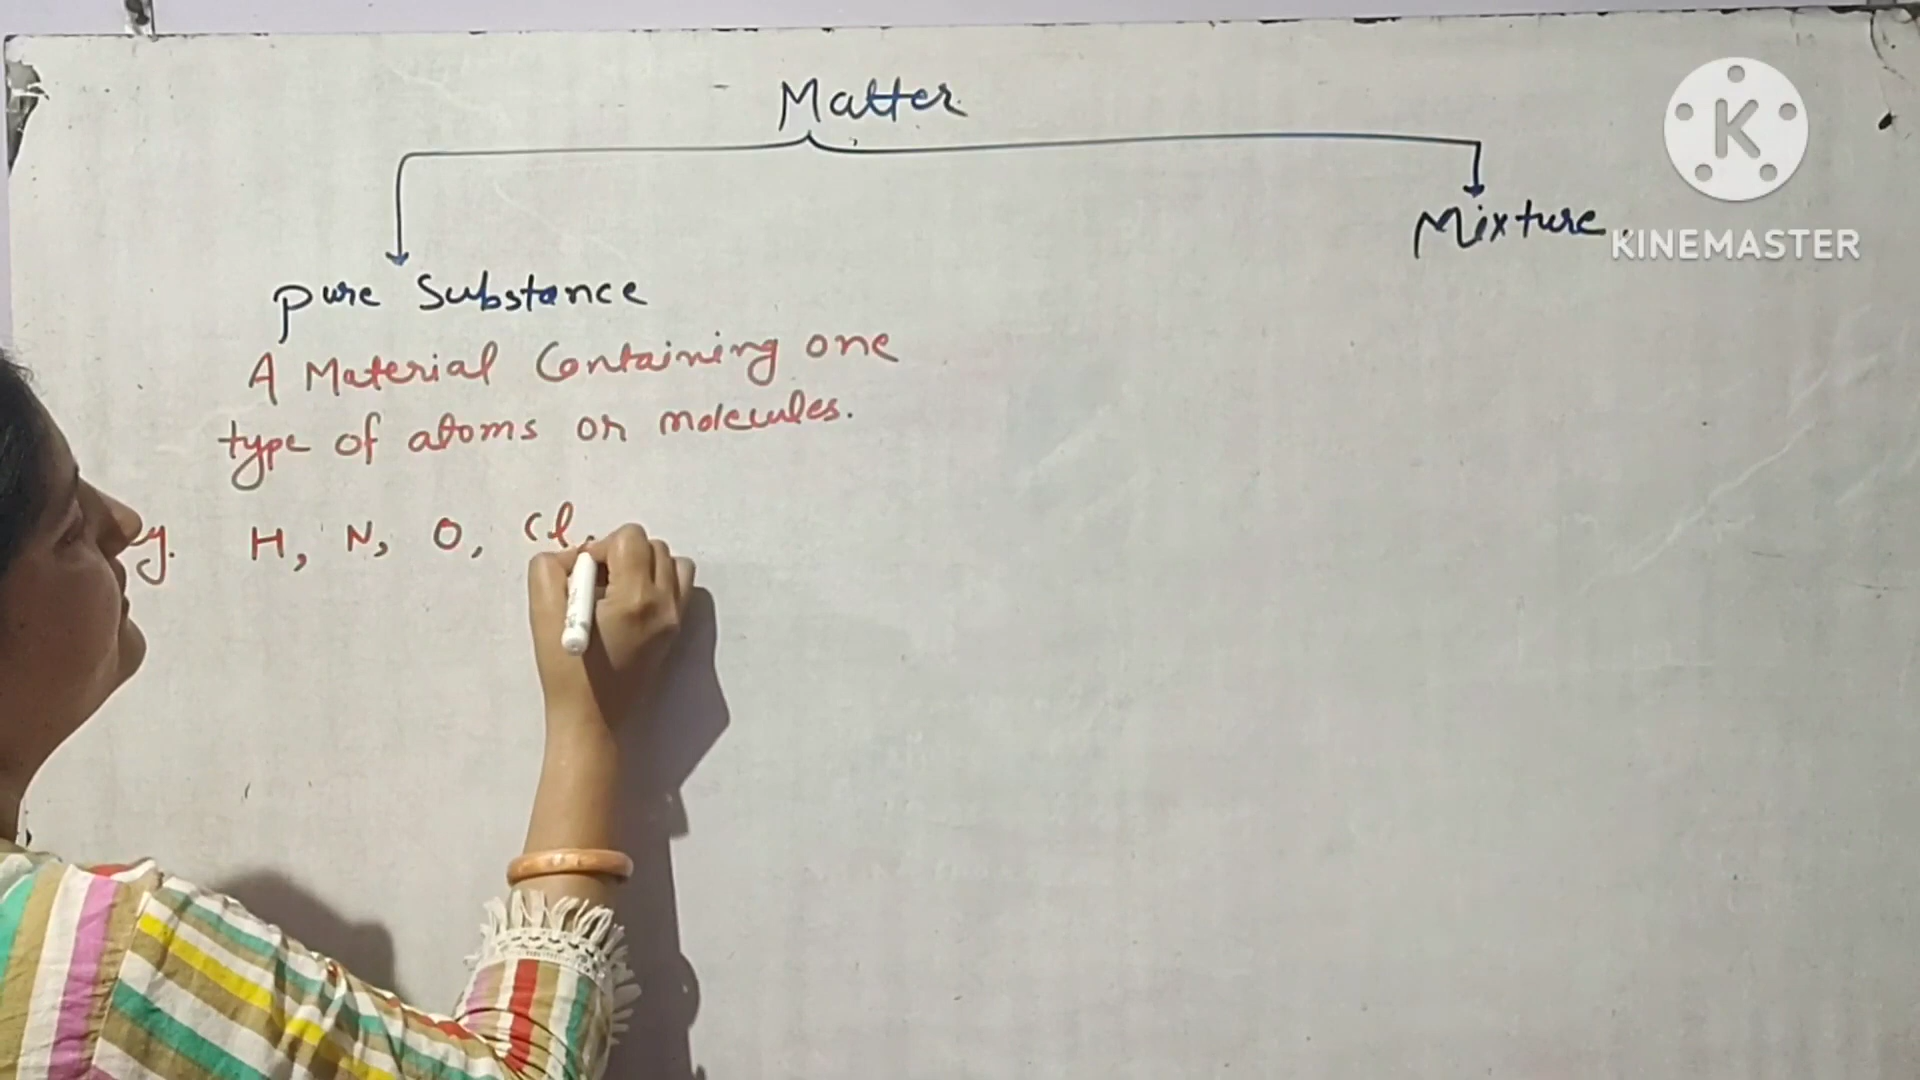 Matter
Mixture.
KINEMASTER
pure Substance
A Material Containing one
type of atoms or molecules.
H, N, O, Cl,